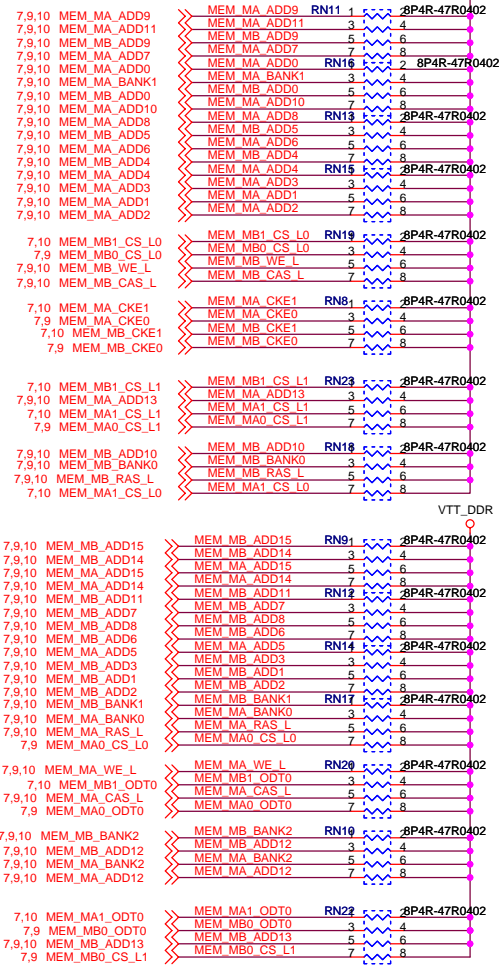 7,9,10 MEM_MA_ADD9 MEM_MA_ADD9 RN11 1 2 8P4R-47R0402
7,9,10 MEM_MA_ADD11 MEM_MA_ADD11 3 4
7,9,10 MEM_MB_ADD9 MEM_MB_ADD9 5 6
7,9,10 MEM_MA_ADD7 MEM_MA_ADD7 7 8
7,9,10 MEM_MA_ADD0 MEM_MA_ADD0 RN16 1 2 8P4R-47R0402
7,9,10 MEM_MA_BANK1 MEM_MA_BANK1 3 4
7,9,10 MEM_MB_ADD0 MEM_MB_ADD0 5 6
7,9,10 MEM_MA_ADD10 MEM_MA_ADD10 7 8
7,9,10 MEM_MA_ADD8 MEM_MA_ADD8 RN13 1 2 8P4R-47R0402
7,9,10 MEM_MB_ADD5 MEM_MB_ADD5 3 4
7,9,10 MEM_MA_ADD6 MEM_MA_ADD6 5 6
7,9,10 MEM_MB_ADD4 MEM_MB_ADD4 7 8
7,9,10 MEM_MA_ADD4 MEM_MA_ADD4 RN15 1 2 8P4R-47R0402
7,9,10 MEM_MA_ADD3 MEM_MA_ADD3 3 4
7,9,10 MEM_MA_ADD1 MEM_MA_ADD1 5 6
7,9,10 MEM_MA_ADD2 MEM_MA_ADD2 7 8
7,10 MEM_MB1_CS_L0 MEM_MB1_CS_L0 RN19 1 2 8P4R-47R0402
7,9 MEM_MB0_CS_L0 MEM_MB0_CS_L0 3 4
7,9,10 MEM_MB_WE_L MEM_MB_WE_L 5 6
7,9,10 MEM_MB_CAS_L MEM_MB_CAS_L 7 8
7,10 MEM_MA_CKE1 MEM_MA_CKE1 RN8 1 2 8P4R-47R0402
7,9 MEM_MA_CKE0 MEM_MA_CKE0 3 4
7,10 MEM_MB_CKE1 MEM_MB_CKE1 5 6
7,9 MEM_MB_CKE0 MEM_MB_CKE0 7 8
7,10 MEM_MB1_CS_L1 MEM_MB1_CS_L1 RN23 1 2 8P4R-47R0402
7,9,10 MEM_MA_ADD13 MEM_MA_ADD13 3 4
7,10 MEM_MA1_CS_L1 MEM_MA1_CS_L1 5 6
7,9 MEM_MA0_CS_L1 MEM_MA0_CS_L1 7 8
7,9,10 MEM_MB_ADD10 MEM_MB_ADD10 RN18 1 2 8P4R-47R0402
7,9,10 MEM_MB_BANK0 MEM_MB_BANK0 3 4
7,9,10 MEM_MB_RAS_L MEM_MB_RAS_L 5 6
7,10 MEM_MA1_CS_L0 MEM_MA1_CS_L0 7 8
VTT_DDR
7,9,10 MEM_MB_ADD15 MEM_MB_ADD15 RN9 1 2 8P4R-47R0402
7,9,10 MEM_MB_ADD14 MEM_MB_ADD14 3 4
7,9,10 MEM_MA_ADD15 MEM_MA_ADD15 5 6
7,9,10 MEM_MA_ADD14 MEM_MA_ADD14 7 8
7,9,10 MEM_MB_ADD11 MEM_MB_ADD11 RN12 1 2 8P4R-47R0402
7,9,10 MEM_MB_ADD7 MEM_MB_ADD7 3 4
7,9,10 MEM_MB_ADD8 MEM_MB_ADD8 5 6
7,9,10 MEM_MB_ADD6 MEM_MB_ADD6 7 8
7,9,10 MEM_MA_ADD5 MEM_MA_ADD5 RN14 1 2 8P4R-47R0402
7,9,10 MEM_MB_ADD3 MEM_MB_ADD3 3 4
7,9,10 MEM_MB_ADD1 MEM_MB_ADD1 5 6
7,9,10 MEM_MB_ADD2 MEM_MB_ADD2 7 8
7,9,10 MEM_MB_BANK1 MEM_MB_BANK1 RN17 1 2 8P4R-47R0402
7,9,10 MEM_MA_BANK0 MEM_MA_BANK0 3 4
7,9,10 MEM_MA_RAS_L MEM_MA_RAS_L 5 6
7,9 MEM_MA0_CS_L0 MEM_MA0_CS_L0 7 8
7,9,10 MEM_MA_WE_L MEM_MA_WE_L RN20 1 2 8P4R-47R0402
7,10 MEM_MB1_ODT0 MEM_MB1_ODT0 3 4
7,9,10 MEM_MA_CAS_L MEM_MA_CAS_L 5 6
7,9 MEM_MA0_ODT0 MEM_MA0_ODT0 7 8
7,9,10 MEM_MB_BANK2 MEM_MB_BANK2 RN10 1 2 8P4R-47R0402
7,9,10 MEM_MB_ADD12 MEM_MB_ADD12 3 4
7,9,10 MEM_MA_BANK2 MEM_MA_BANK2 5 6
7,9,10 MEM_MA_ADD12 MEM_MA_ADD12 7 8
7,10 MEM_MA1_ODT0 MEM_MA1_ODT0 RN22 1 2 8P4R-47R0402
7,9 MEM_MB0_ODT0 MEM_MB0_ODT0 3 4
7,9,10 MEM_MB_ADD13 MEM_MB_ADD13 5 6
7,9 MEM_MB0_CS_L1 MEM_MB0_CS_L1 7 8